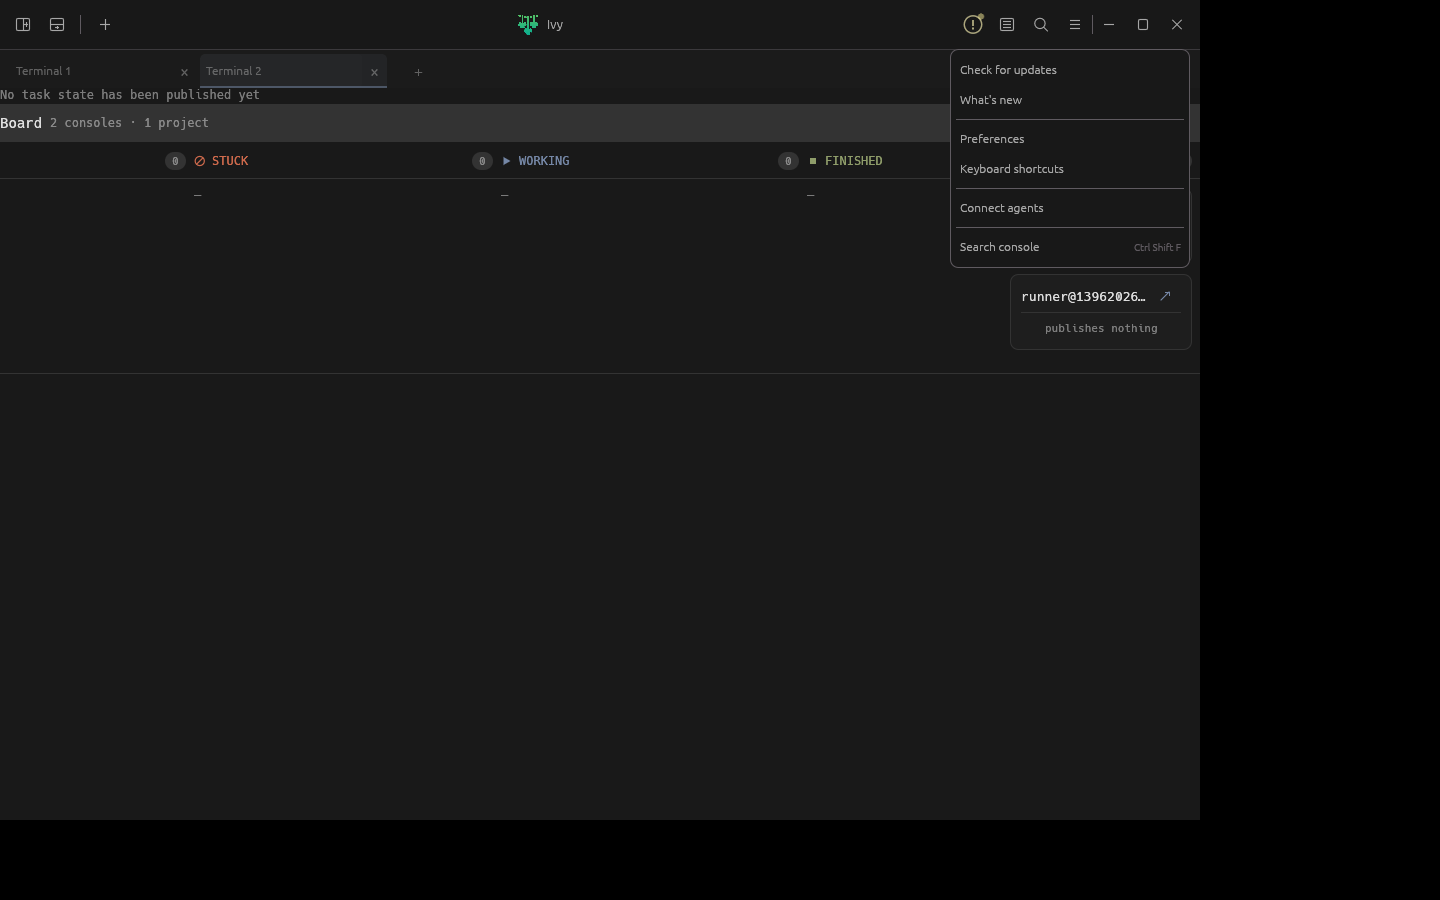 Ivy
Terminal 1
Terminal 2
No task state has been published yet
Board 2 consoles · 1 project
0 STUCK
0 WORKING
0 FINISHED
—
—
—
Check for updates
What's new
Preferences
Keyboard shortcuts
Connect agents
Search console Ctrl Shift F
runner@13962026…
publishes nothing